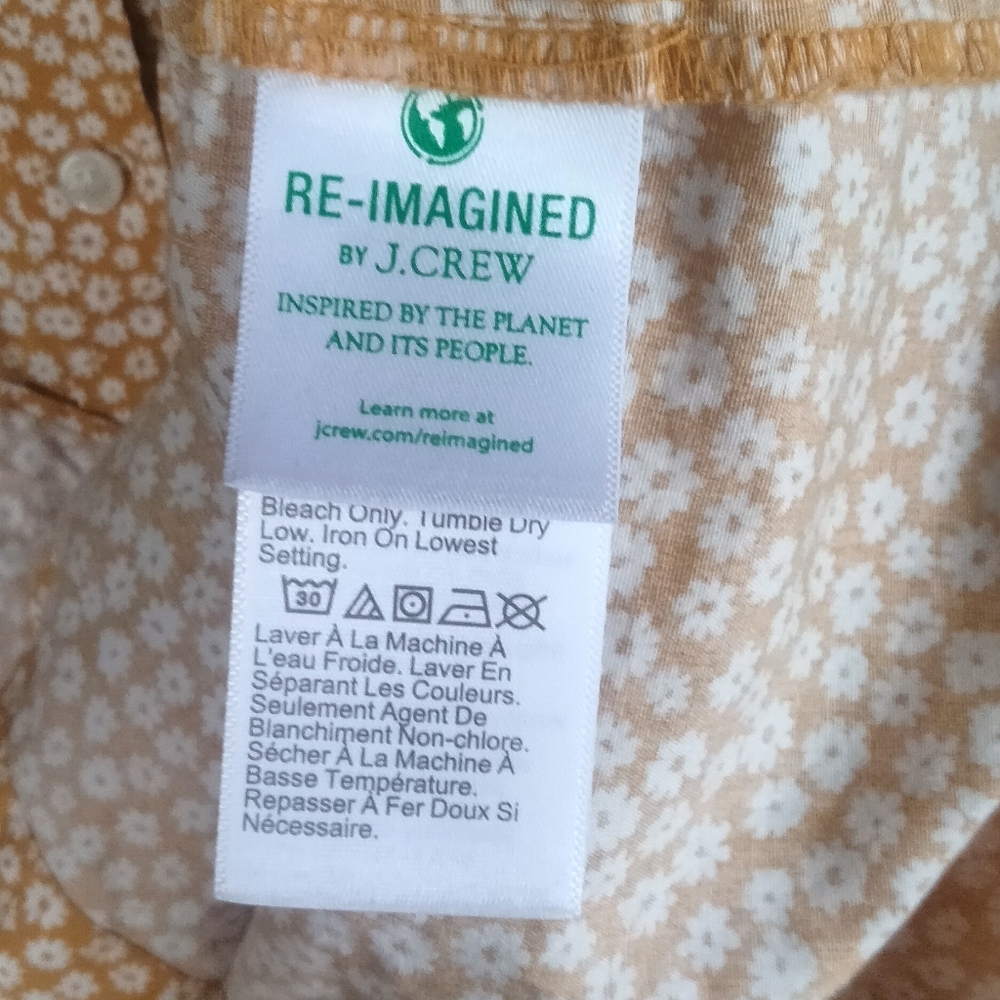 RE-IMAGINED
BY J.CREW
INSPIRED BY THE PLANET
AND ITS PEOPLE.
Learn more at
jcrew.com/reimagined
Bleach Only. Tumble Dry
Low. Iron On Lowest
Setting.
30
Laver À La Machine À
L'eau Froide. Laver En
Séparant Les Couleurs.
Seulement Agent De
Blanchiment Non-chlore.
Sécher À La Machine À
Basse Température.
Repasser À Fer Doux Si
Nécessaire.